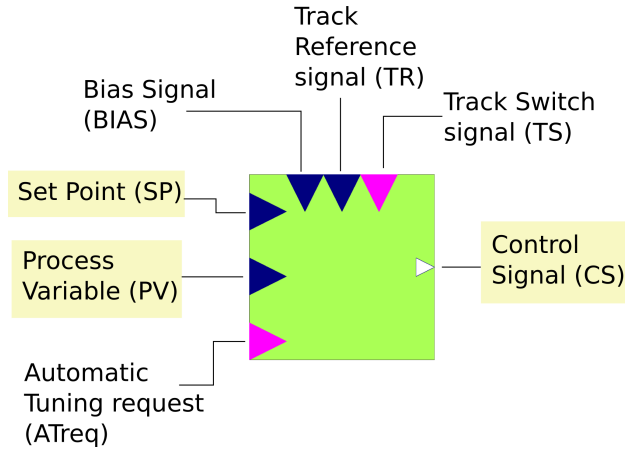 Track
Reference
signal (TR)
Bias Signal
(BIAS)
Track Switch
signal (TS)
Set Point (SP)
Process
Variable (PV)
Control
Signal (CS)
Automatic
Tuning request
(ATreq)